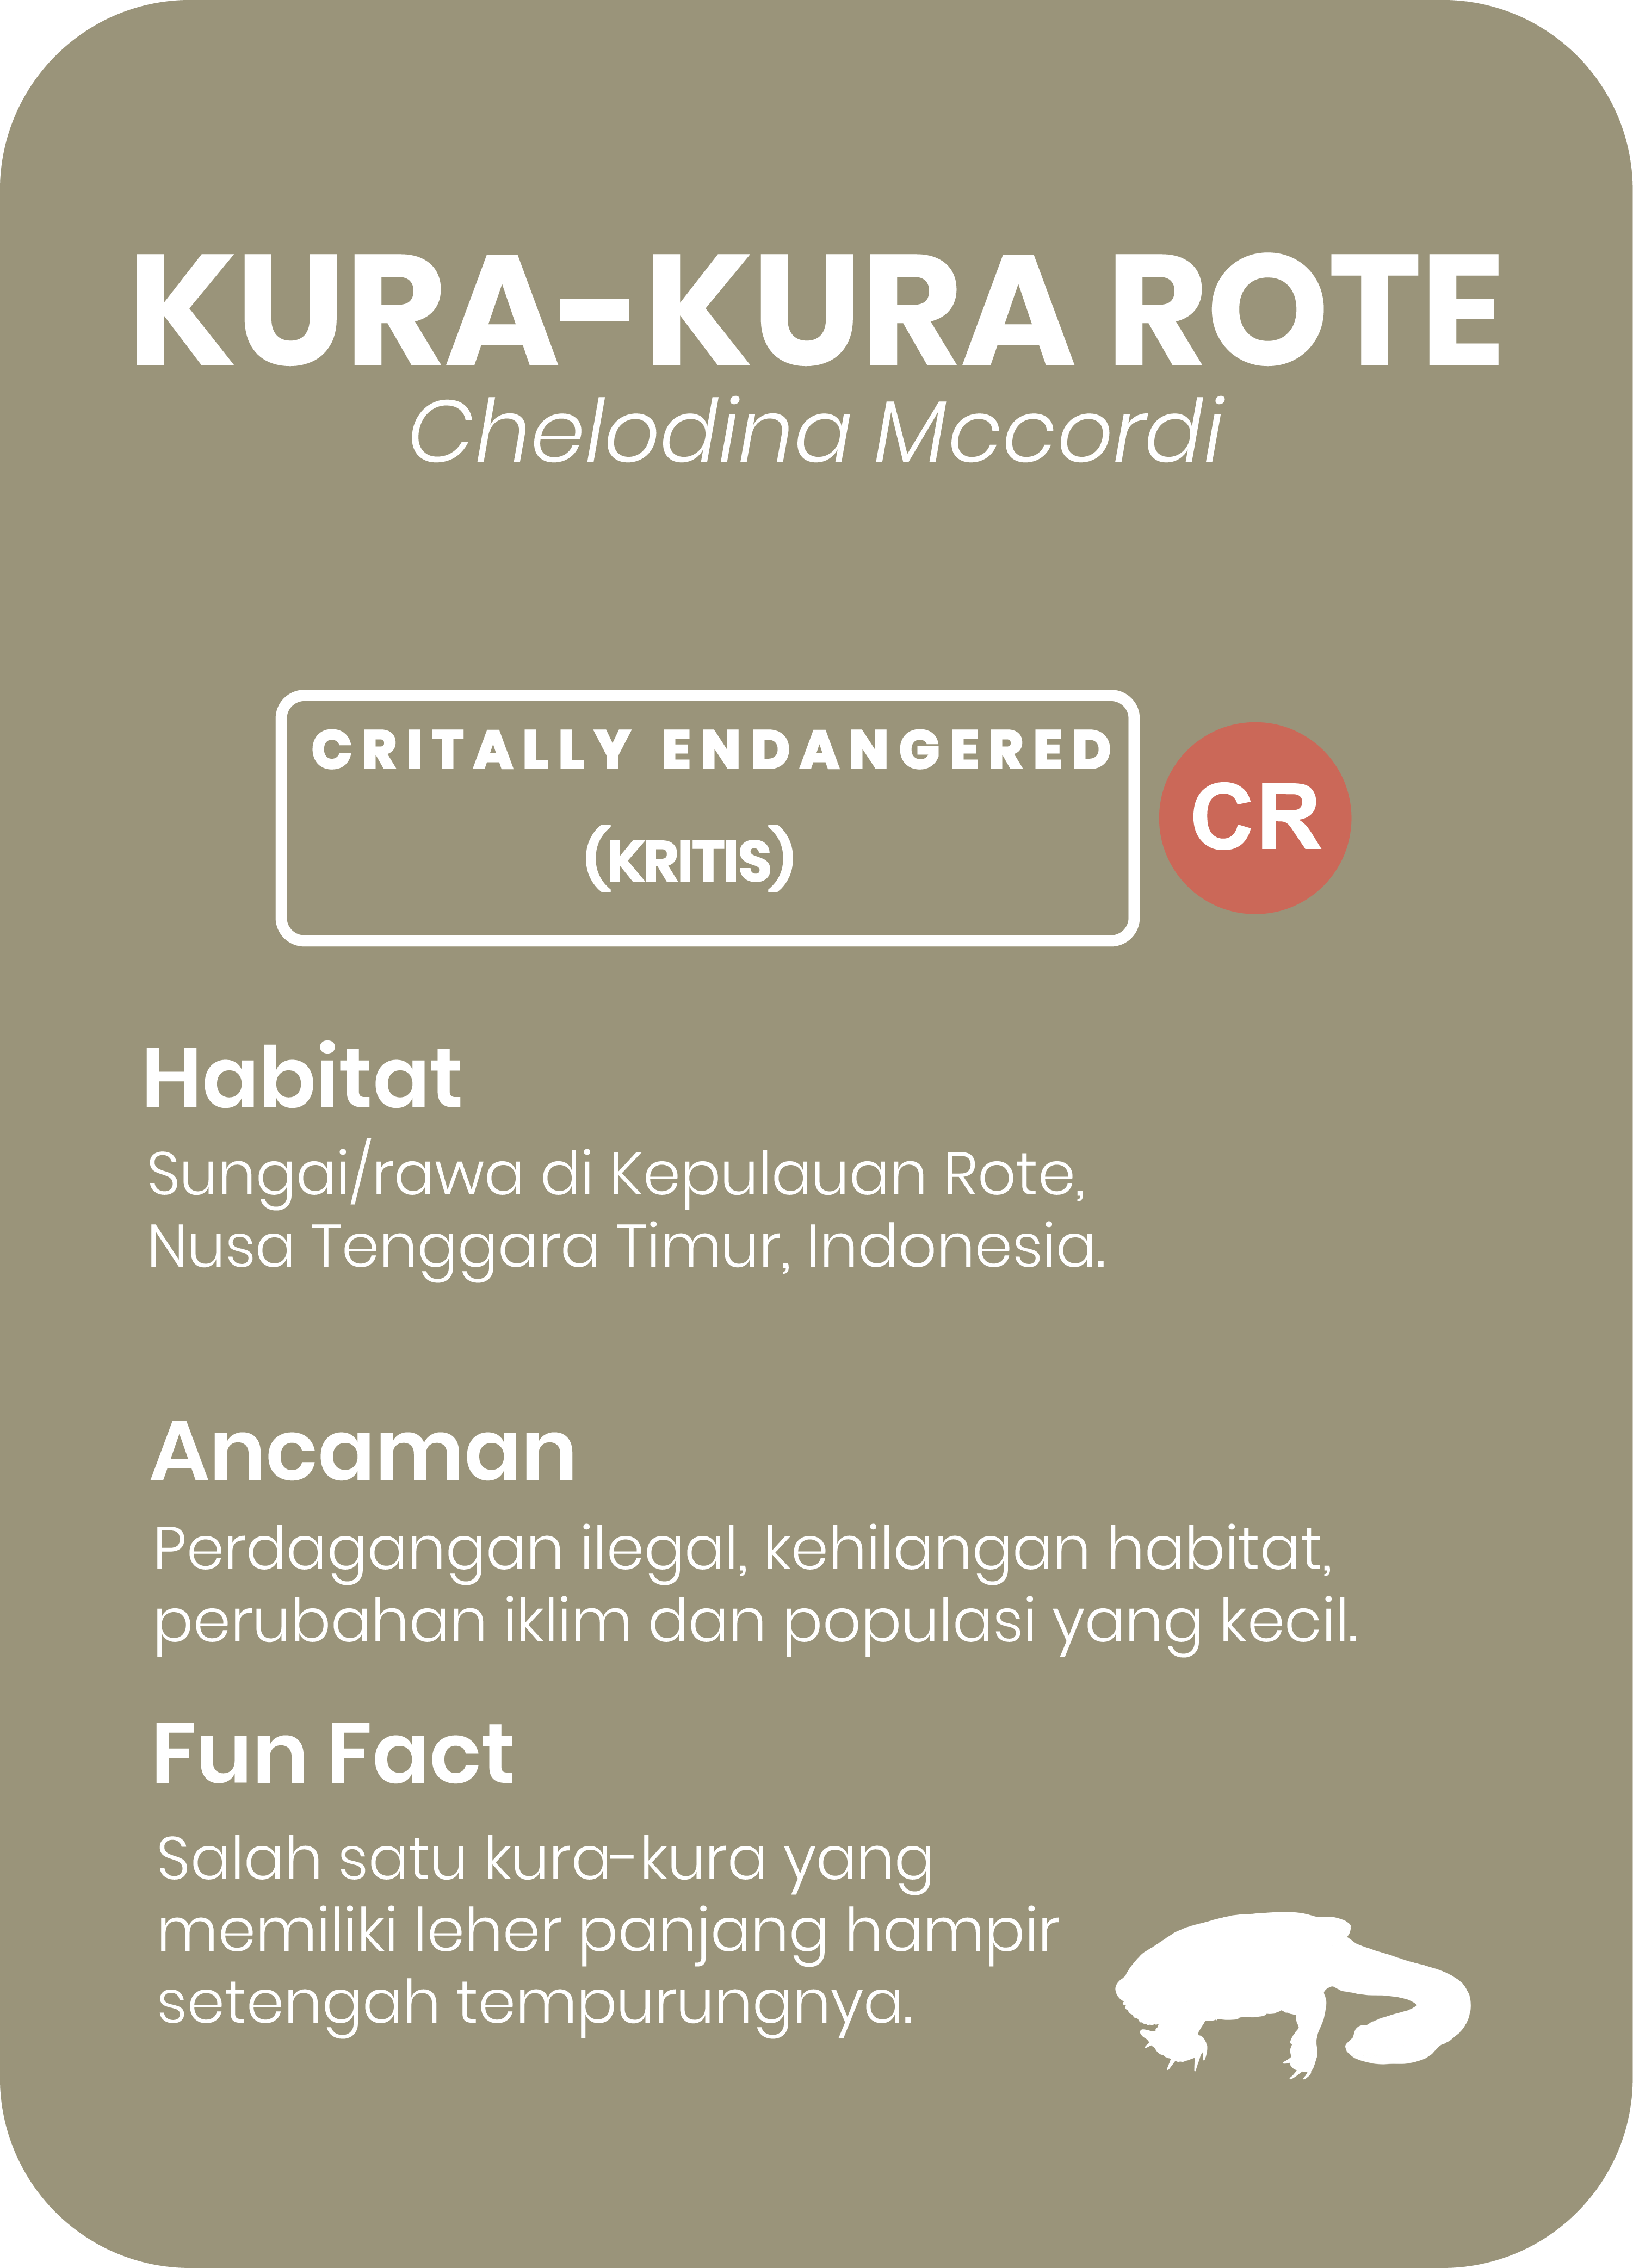 KURA-KURA ROTE
Chelodina Mccordi
CRITALLY ENDANGERED
(KRITIS)
CR
Habitat
Sungai/rawa di Kepulauan Rote,
Nusa Tenggara Timur, Indonesia.
Ancaman
Perdagangan ilegal, kehilangan habitat,
perubahan iklim dan populasi yang kecil.
Fun Fact
Salah satu kura-kura yang
memiliki leher panjang hampir
setengah tempurungnya.